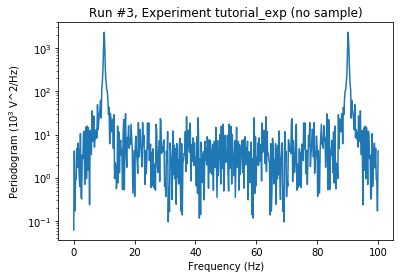 Run #3, Experiment tutorial_exp (no sample)
Periodogram (10³ V^2/Hz)
10³
10²
10¹
10⁰
10⁻¹
0 20 40 60 80 100
Frequency (Hz)